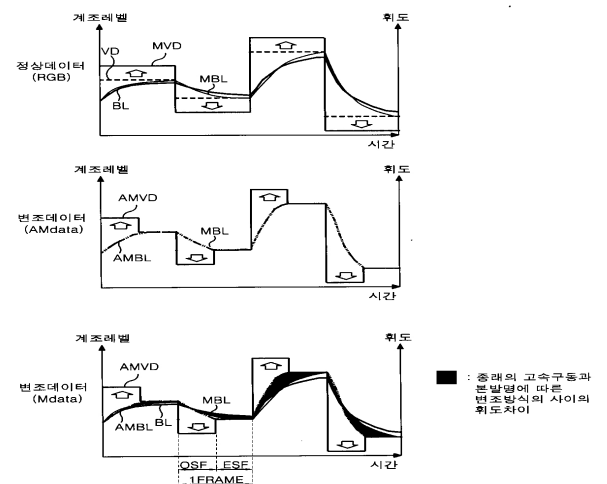 계조레벨 휘도
정상데이터
(RGB)
VD MVD
MBL
BL
시간
계조레벨 휘도
변조데이터
(AMdata)
AMVD
MBL
AMBL
시간
계조레벨 휘도
변조데이터
(Mdata)
AMVD
MBL
BL
AMBL
시간
OSF ESF
1FRAME
: 종래의 고속구동과
본발명에 따른
변조방식의 사이의
휘도차이